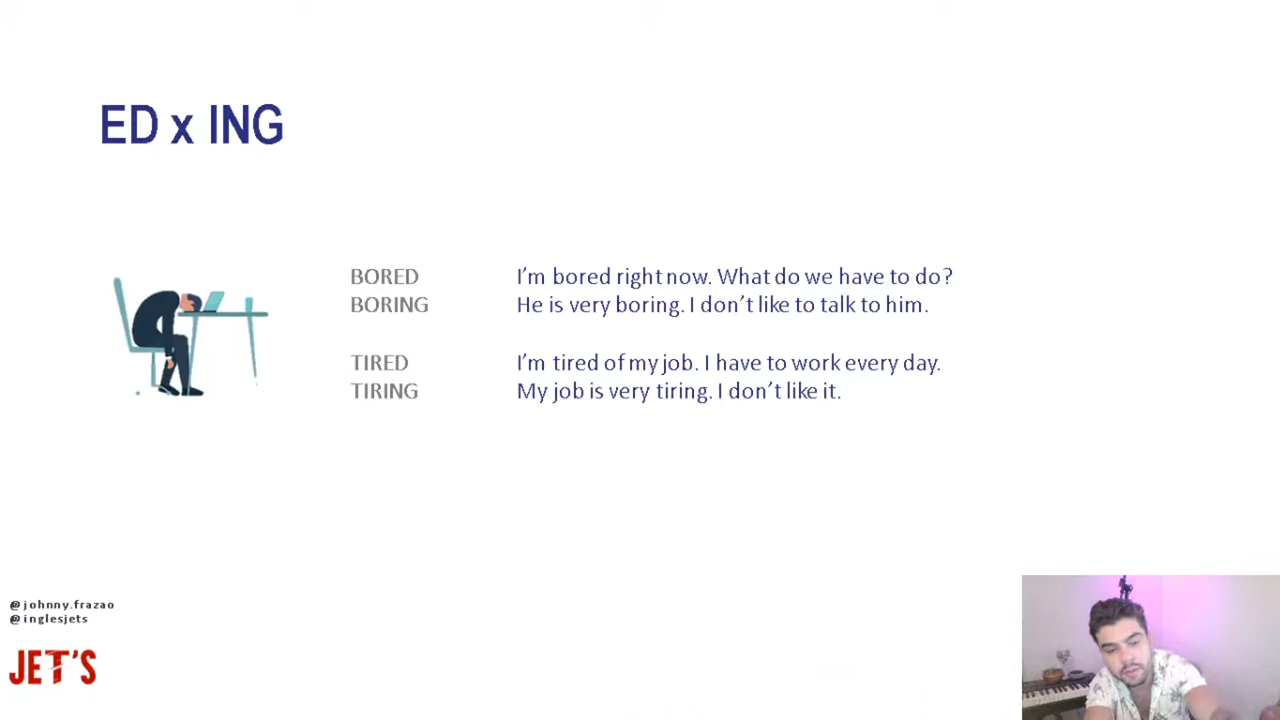 ED x ING
BORED I'm bored right now. What do we have to do?
BORING He is very boring. I don't like to talk to him.
TIRED I'm tired of my job. I have to work every day.
TIRING My job is very tiring. I don't like it.
@johnny.frazao
@inglesjets
JET'S